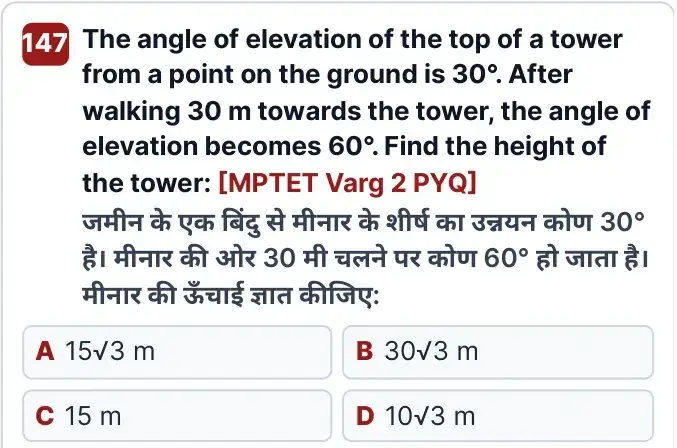 147 The angle of elevation of the top of a tower
from a point on the ground is 30°. After
walking 30 m towards the tower, the angle of
elevation becomes 60°. Find the height of
the tower: [MPTET Varg 2 PYQ]
जमीन के एक बिंदु से मीनार के शीर्ष का उन्नयन कोण 30°
है। मीनार की ओर 30 मी चलने पर कोण 60° हो जाता है।
मीनार की ऊँचाई ज्ञात कीजिए:
A 15√3 m B 30√3 m
C 15 m D 10√3 m